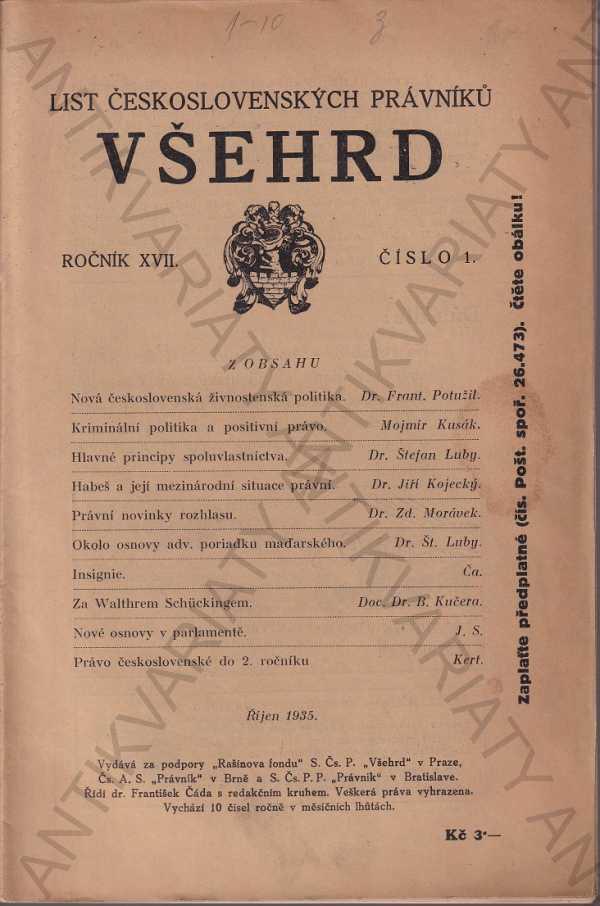 1-10 3
LIST ČESKOSLOVENSKÝCH PRÁVNÍKŮ
VŠEHRD
ROČNÍK XVII. ČÍSLO 1.
Z OBSAHU
Nová československá živnostenská politika. Dr. Frant. Potužil.
Kriminální politika a positivní právo. Mojmír Kusák.
Hlavné principy spoluvlastníctva. Dr. Štefan Luby.
Habeš a její mezinárodní situace právní. Dr. Jiří Kojecký.
Právní novinky rozhlasu. Dr. Zd. Morávek.
Okolo osnovy adv. poriadku maďarského. Dr. Št. Luby.
Insignie. Ča.
Za Walthrem Schückingem. Doc. Dr. B. Kučera.
Nové osnovy v parlamentě. J. S.
Právo československé do 2. ročníku Kert.
Říjen 1935.
Vydává za podpory „Rašínova fondu" S. Čs. P. „Všehrd" v Praze,
Čs. A. S. „Právník" v Brně a S. Čs. P. P. „Právnik" v Bratislave.
Řídí dr. František Čáda s redakčním kruhem. Veškerá práva vyhrazena.
Vychází 10 čísel ročně v měsíčních lhůtách.
Kč 3·—
Zaplaťte předplatné (čís. Pošt. spoř. 26.473). čtěte obálku!
ANTIKVARIATY ANTIKVARIATY ANTIKVARIATY